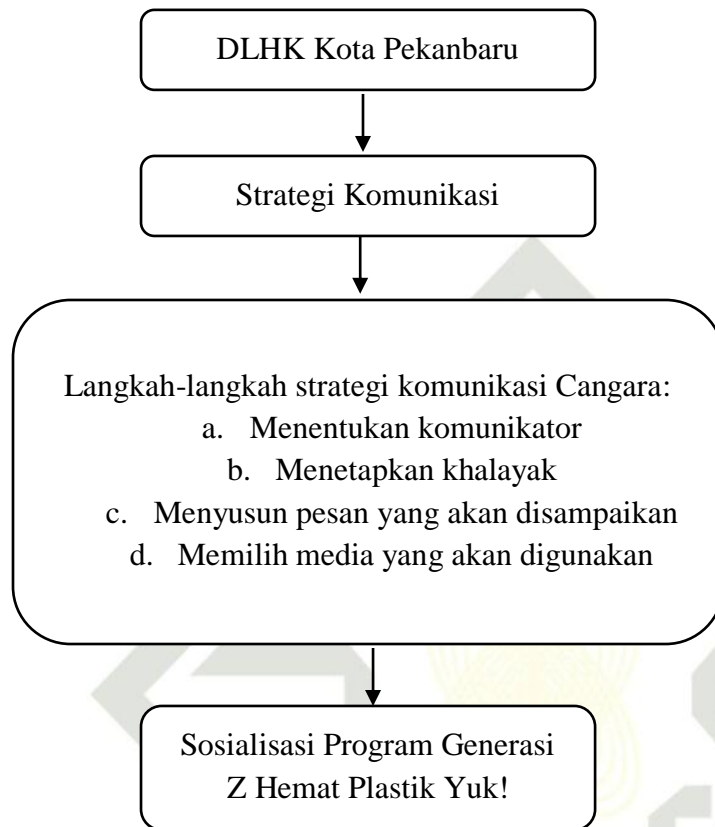 DLHK Kota Pekanbaru
Strategi Komunikasi
Langkah-langkah strategi komunikasi Cangara:
a. Menentukan komunikator
b. Menetapkan khalayak
c. Menyusun pesan yang akan disampaikan
d. Memilih media yang akan digunakan
Sosialisasi Program Generasi
Z Hemat Plastik Yuk!